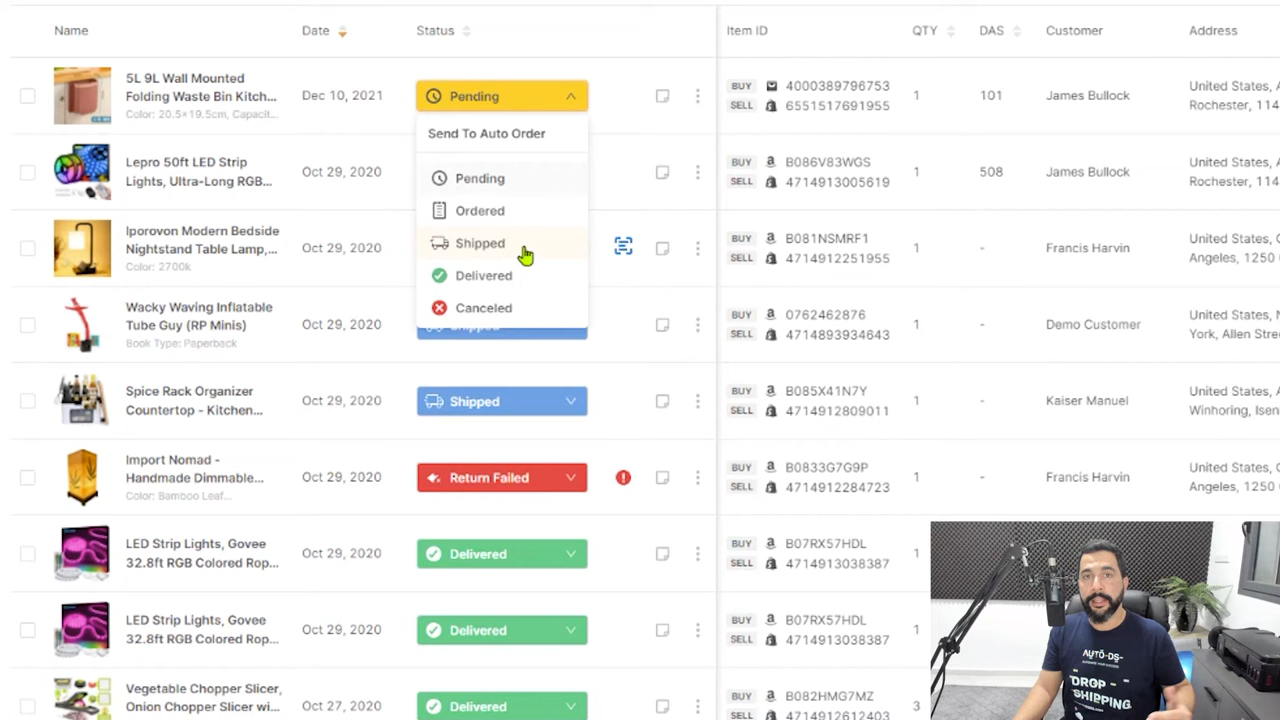 Name Date Status Item ID QTY DAS Customer Address
5L 9L Wall Mounted
Folding Waste Bin Kitch...
Color: 20.5×19.5cm, Capacit...
Dec 10, 2021
Pending
BUY 4000389796753
SELL 6551517691955
1
101
James Bullock
United States, A
Rochester, 114
Send To Auto Order
Pending
Ordered
Shipped
Delivered
Canceled
Lepro 50ft LED Strip
Lights, Ultra-Long RGB...
Oct 29, 2020
BUY B086V83WGS
SELL 4714913005619
1
508
James Bullock
United States, A
Rochester, 114
Iporovon Modern Bedside
Nightstand Table Lamp,...
Color: 2700k
Oct 29, 2020
BUY B081NSMRF1
SELL 4714912251955
1
-
Francis Harvin
United States, C
Angeles, 1250
Wacky Waving Inflatable
Tube Guy (RP Minis)
Book Type: Paperback
Oct 29, 2020
Shipped
BUY 0762462876
SELL 4714893934643
1
-
Demo Customer
United States, N
York, Allen Stre
Spice Rack Organizer
Countertop - Kitchen...
Oct 29, 2020
Shipped
BUY B085X41N7Y
SELL 4714912809011
1
-
Kaiser Manuel
United States, O
Winhoring, Isen
Import Nomad -
Handmade Dimmable...
Color: Bamboo Leaf...
Oct 29, 2020
Return Failed
BUY B0833G7G9P
SELL 4714912284723
1
-
Francis Harvin
United States, C
Angeles, 1250
LED Strip Lights, Govee
32.8ft RGB Colored Rop...
Oct 29, 2020
Delivered
BUY B07RX57HDL
SELL 4714913038387
1
LED Strip Lights, Govee
32.8ft RGB Colored Rop...
Oct 29, 2020
Delivered
BUY B07RX57HDL
SELL 4714913038387
1
Vegetable Chopper Slicer,
Onion Chopper Slicer wi...
Oct 27, 2020
Delivered
BUY B082HMG7MZ
SELL 4714912612403
3
AUTO-DS
DROP
SHIPPING